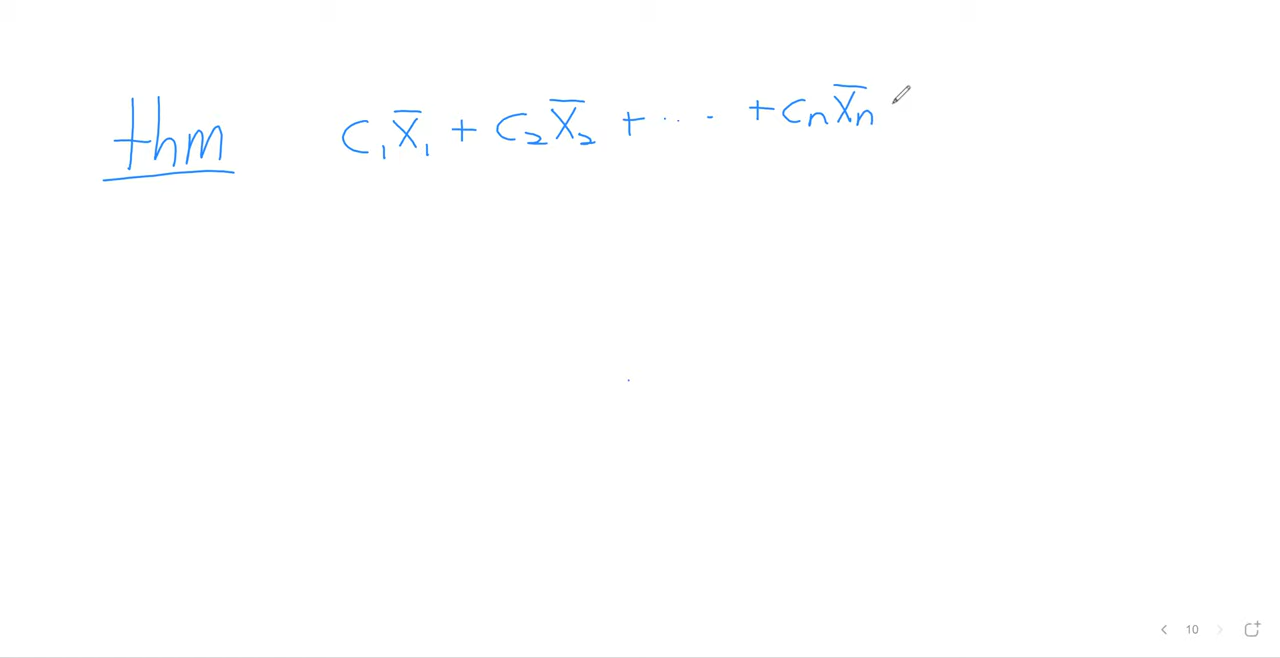 thm C₁X̅₁ + C₂X̅₂ + ... + CₙX̅ₙ
10